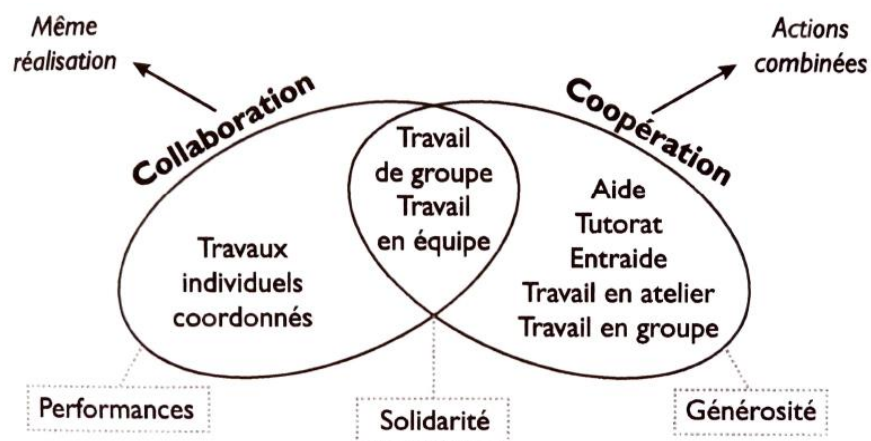 Même
réalisation
Actions
combinées
Collaboration
Coopération
Travail
de groupe
Travail
en équipe
Travaux
individuels
coordonnés
Aide
Tutorat
Entraide
Travail en atelier
Travail en groupe
Performances
Solidarité
Générosité